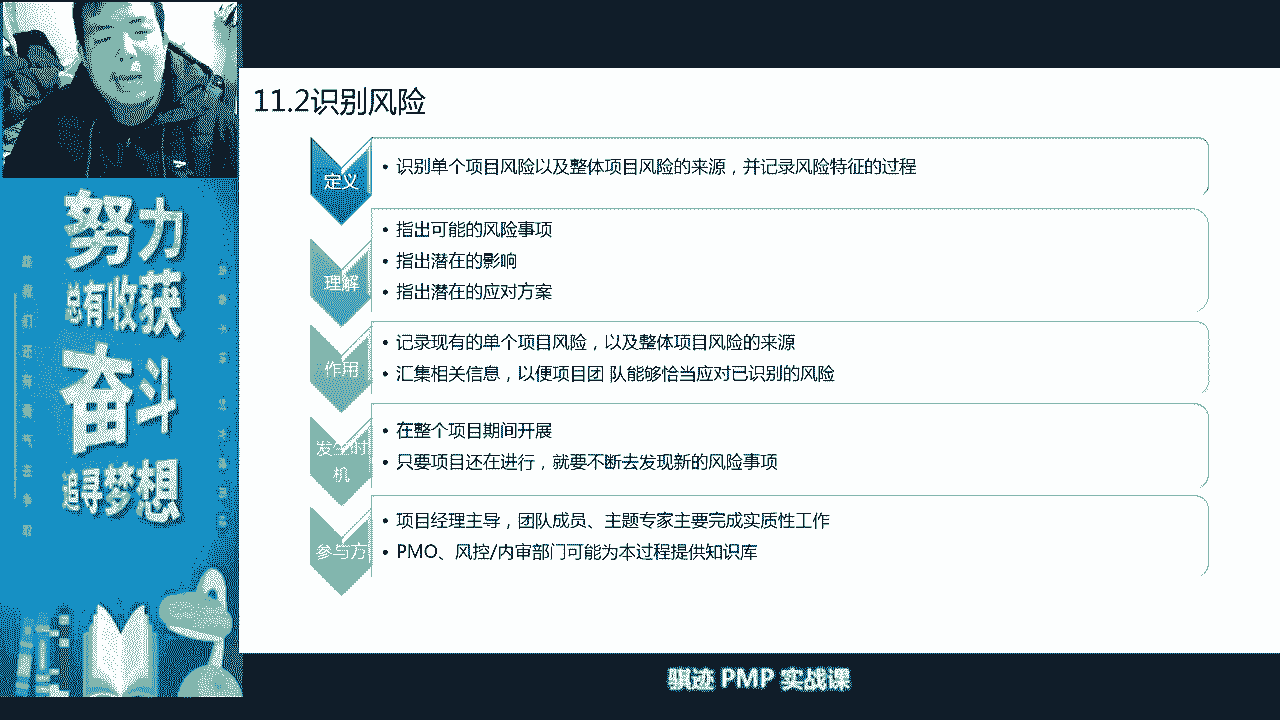 11.2识别风险
定义
• 识别单个项目风险以及整体项目风险的来源，并记录风险特征的过程
理解
• 指出可能的风险事项
• 指出潜在的影响
• 指出潜在的应对方案
作用
• 记录现有的单个项目风险，以及整体项目风险的来源
• 汇集相关信息，以便项目团 队能够恰当应对已识别的风险
发生时
机
• 在整个项目期间开展
• 只要项目还在进行，就要不断去发现新的风险事项
参与方
• 项目经理主导，团队成员、主题专家主要完成实质性工作
• PMO、风控/内审部门可能为本过程提供知识库
努力
总有收获
奋斗
追寻梦想
骐迹 PMP 实战课